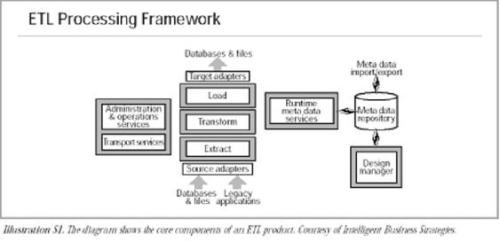 ETL Processing Framework
Databases & files
Target adapters
Load
Transform
Extract
Source adapters
Databases
& files
Legacy
applications
Administration
& operations
services
Transport services
Runtime
meta data
services
Meta data
import/export
Meta data
repository
Design
manager
Illustration S1. The diagram shows the core components of an ETL product. Courtesy of Intelligent Business Strategies.